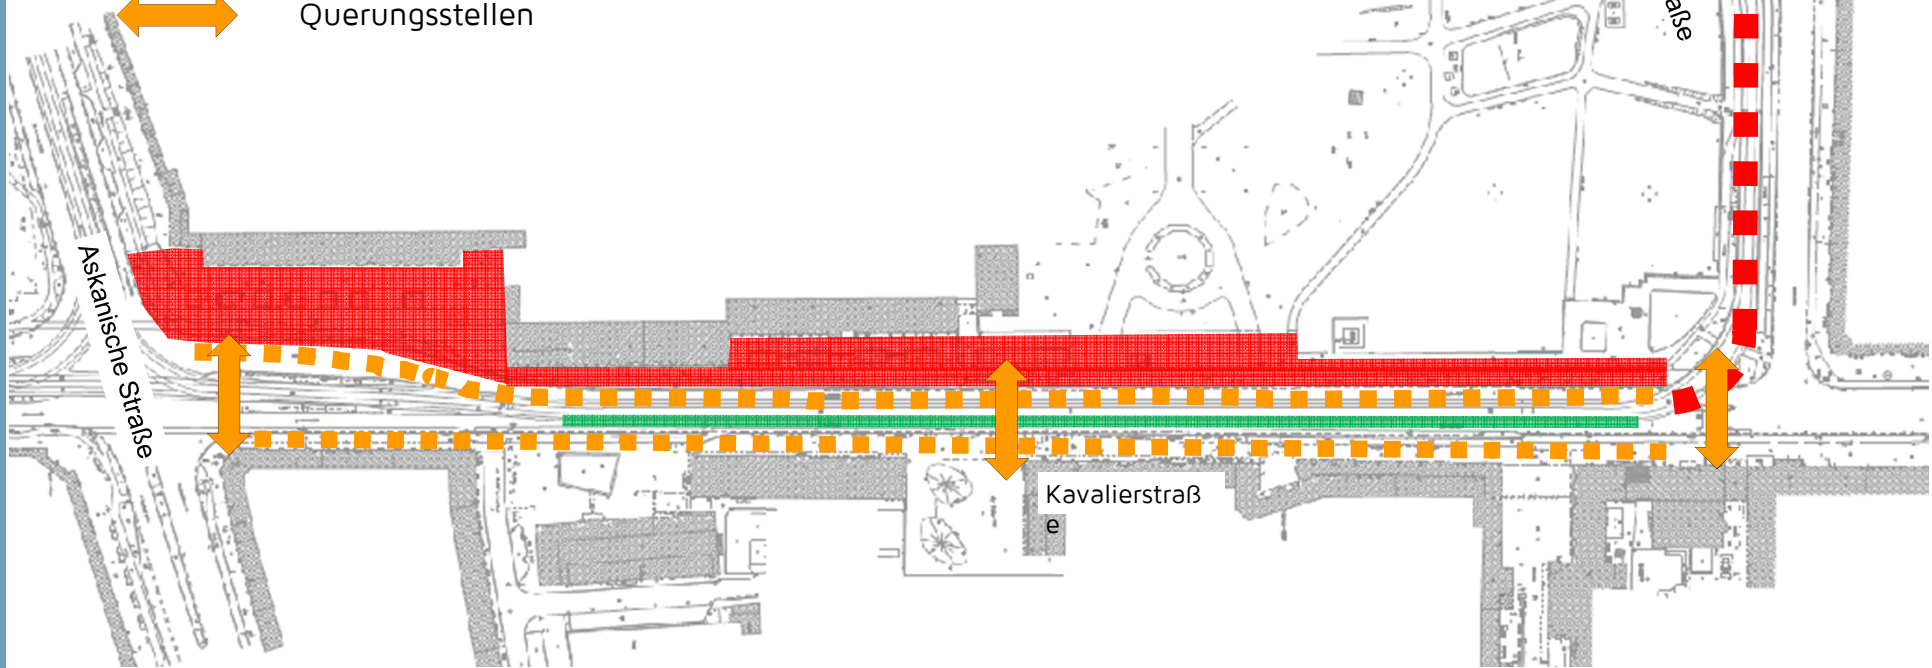 Querungsstellen
aße
Askanische Straße
Kavalierstraß
e